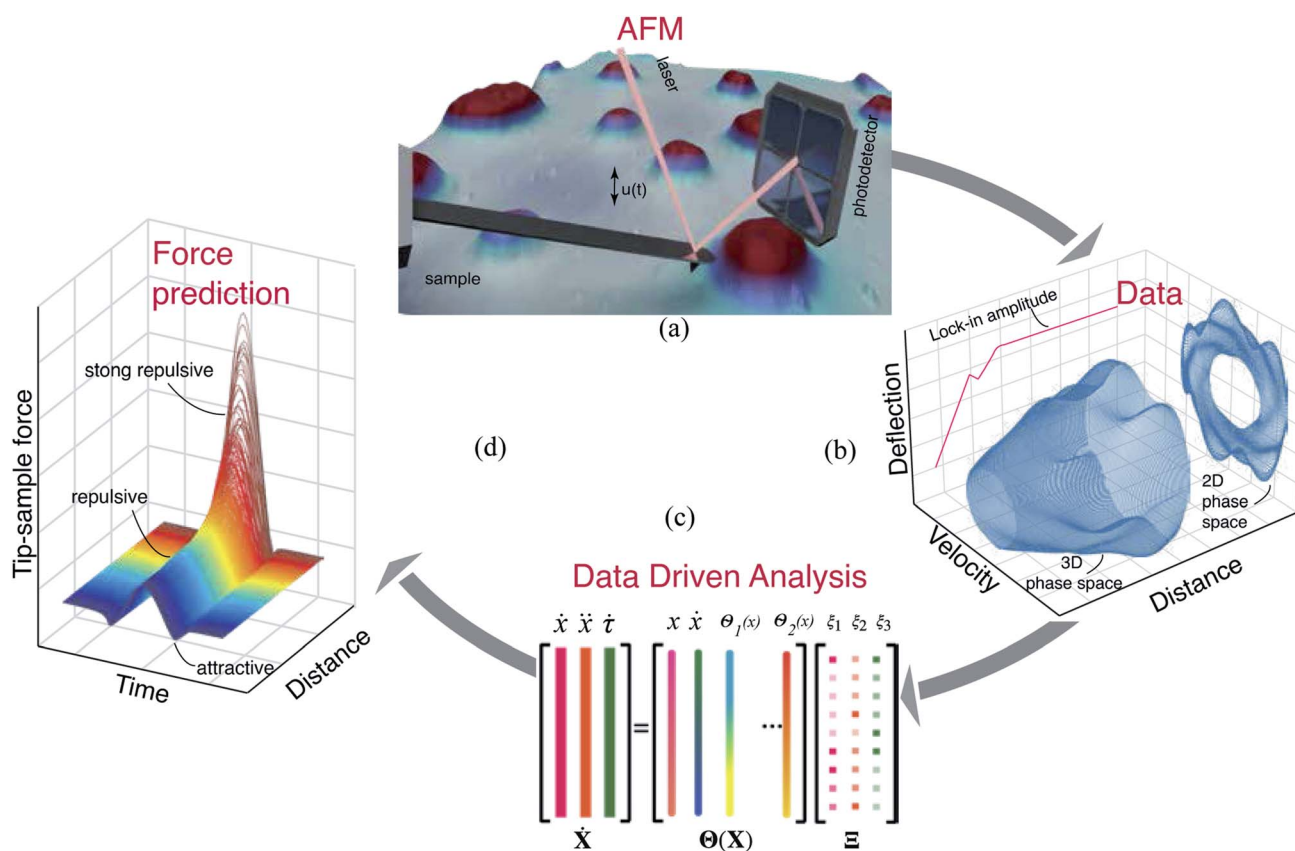 AFM
laser
photodetector
u(t)
sample
(a)
Data
Lock-in amplitude
Deflection
Velocity
Distance
3D
phase space
2D
phase
space
(b)
(c)
Data Driven Analysis
ẋ ẍ τ̇ x ẋ Θ₁(x) Θ₂(x) ξ₁ ξ₂ ξ₃
= ...
Ẋ Θ(X) Ξ
(d)
Force
prediction
stong repulsive
repulsive
attractive
Tip-sample force
Time
Distance